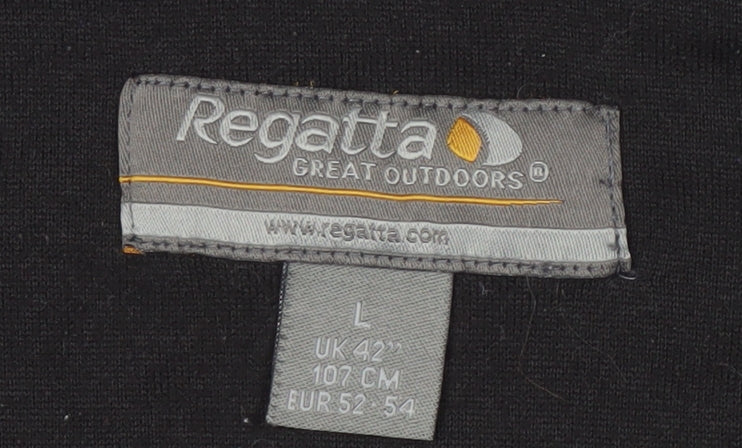 Regatta
GREAT OUTDOORS®
www.regatta.com
L
UK 42"
107 CM
EUR 52-54